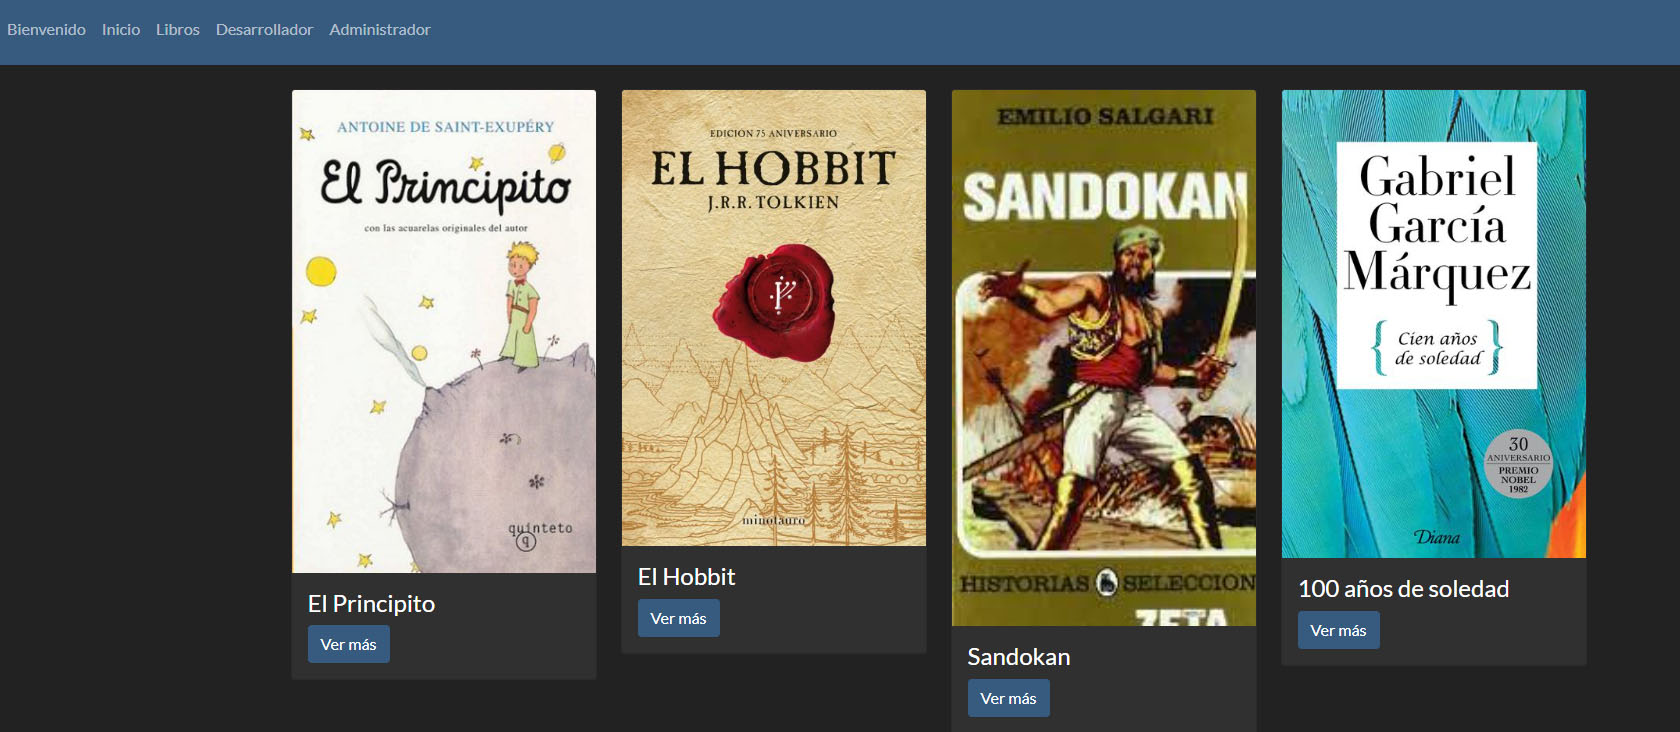 Bienvenido Inicio Libros Desarrollador Administrador
ANTOINE DE SAINT-EXUPÉRY
El Principito
con las acuarelas originales del autor
quinteto
q
El Principito
Ver más
EDICION 75 ANIVERSARIO
EL HOBBIT
J.R.R. TOLKIEN
minotauro
El Hobbit
Ver más
EMILIO SALGARI
SANDOKAN
HISTORIAS SELECCION
ZETA
Sandokan
Ver más
Gabriel
García
Márquez
{ Cien años
de soledad }
30
ANIVERSARIO
PREMIO
NOBEL
1982
Diana
100 años de soledad
Ver más